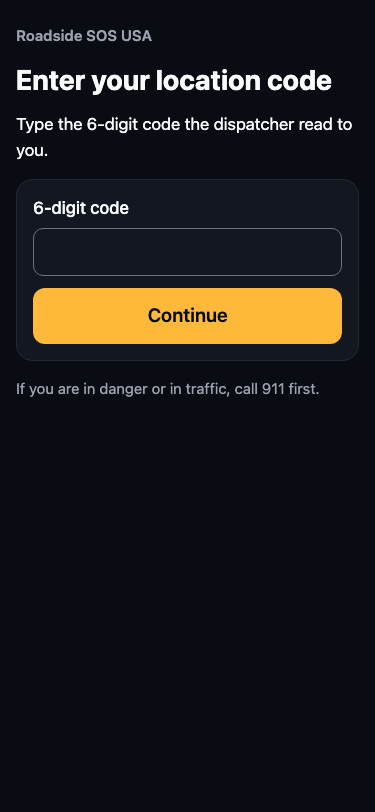 Roadside SOS USA
Enter your location code
Type the 6-digit code the dispatcher read to
you.
6-digit code
Continue
If you are in danger or in traffic, call 911 first.